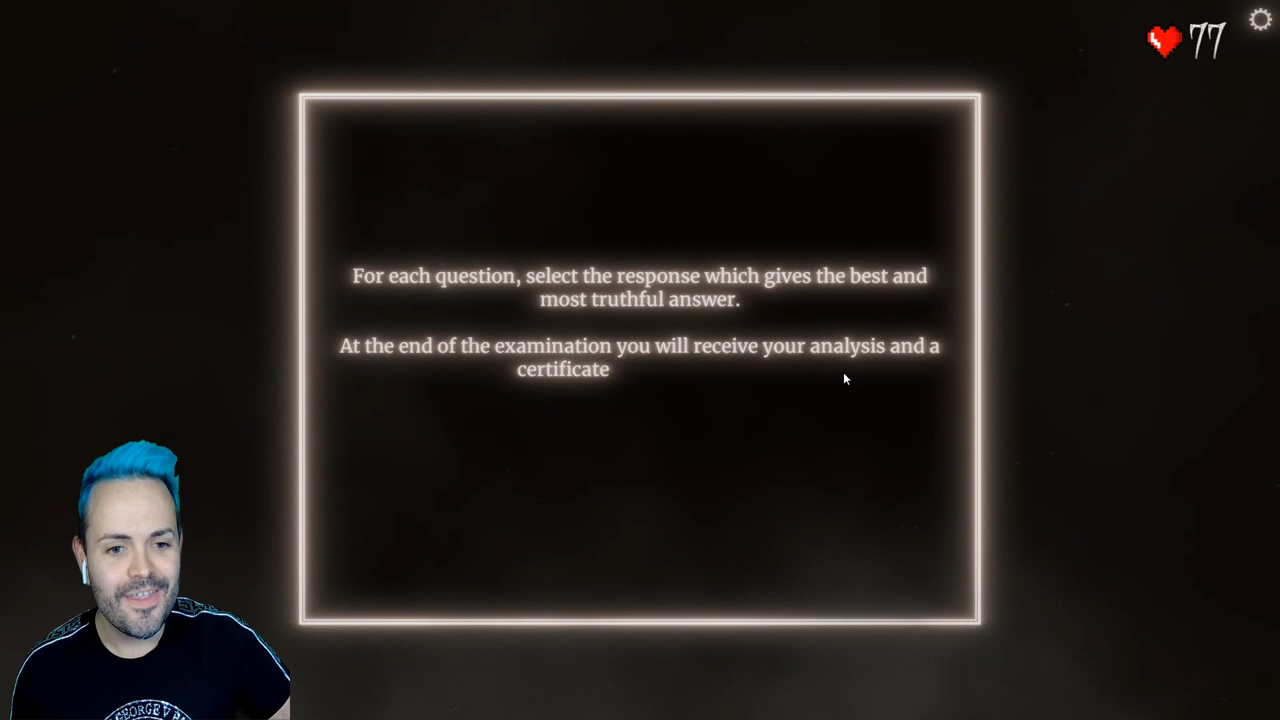 77
For each question, select the response which gives the best and
most truthful answer.
At the end of the examination you will receive your analysis and a
certificate
GEORGE V